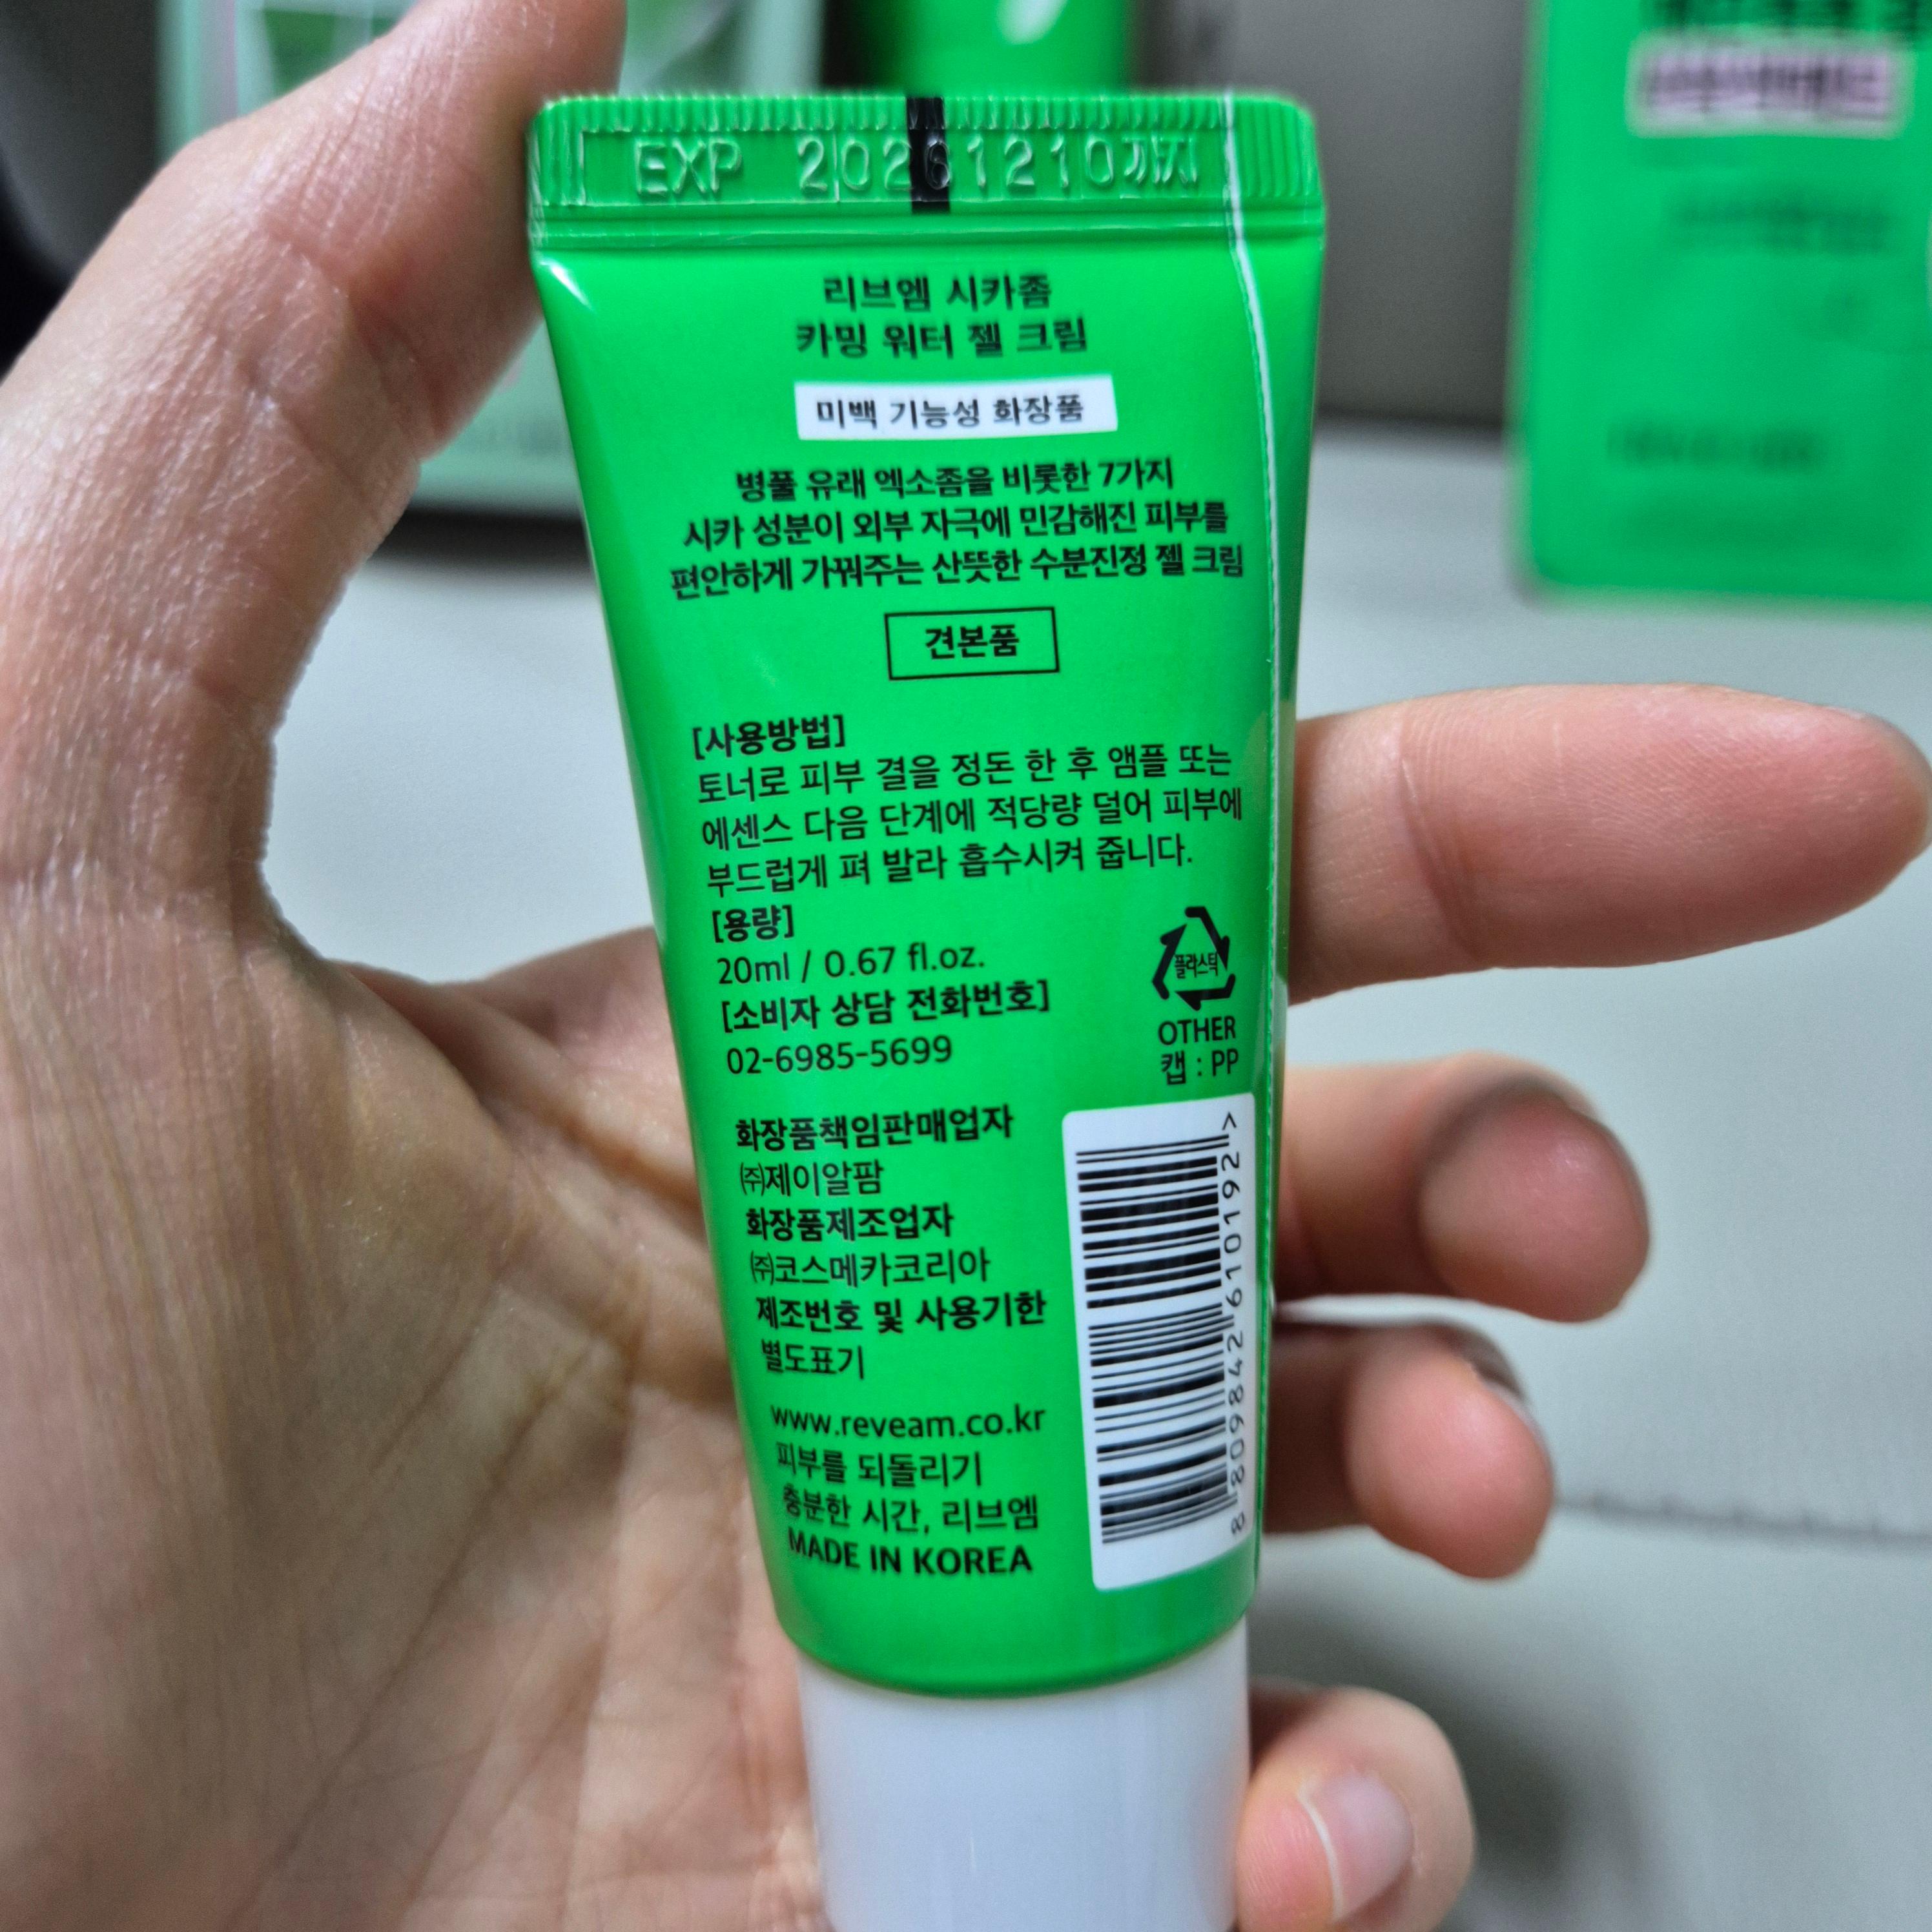 EXP 20261210까지
리브엠 시카좀
카밍 워터 젤 크림
미백 기능성 화장품
병풀 유래 엑소좀을 비롯한 7가지
시카 성분이 외부 자극에 민감해진 피부를
편안하게 가꿔주는 산뜻한 수분진정 젤 크림
견본품
[사용방법]
토너로 피부 결을 정돈 한 후 앰플 또는
에센스 다음 단계에 적당량 덜어 피부에
부드럽게 펴 발라 흡수시켜 줍니다.
[용량]
20ml / 0.67 fl.oz.
[소비자 상담 전화번호]
02-6985-5699
플라스틱
OTHER
캡 : PP
화장품책임판매업자
㈜제이알팜
화장품제조업자
㈜코스메카코리아
제조번호 및 사용기한
별도표기
www.reveam.co.kr
피부를 되돌리기
충분한 시간, 리브엠
MADE IN KOREA
8 809842 610192 >